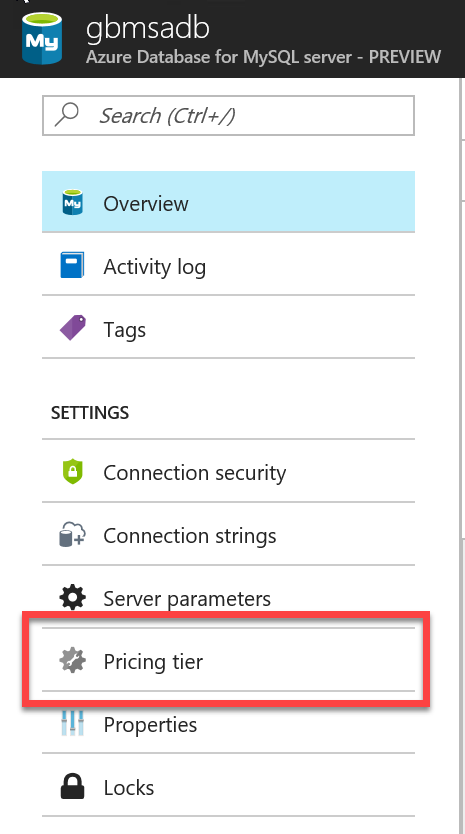 My
gbmsadb
Azure Database for MySQL server - PREVIEW
Search (Ctrl+/)
My
Overview
Activity log
Tags
SETTINGS
Connection security
Connection strings
Server parameters
Pricing tier
Properties
Locks